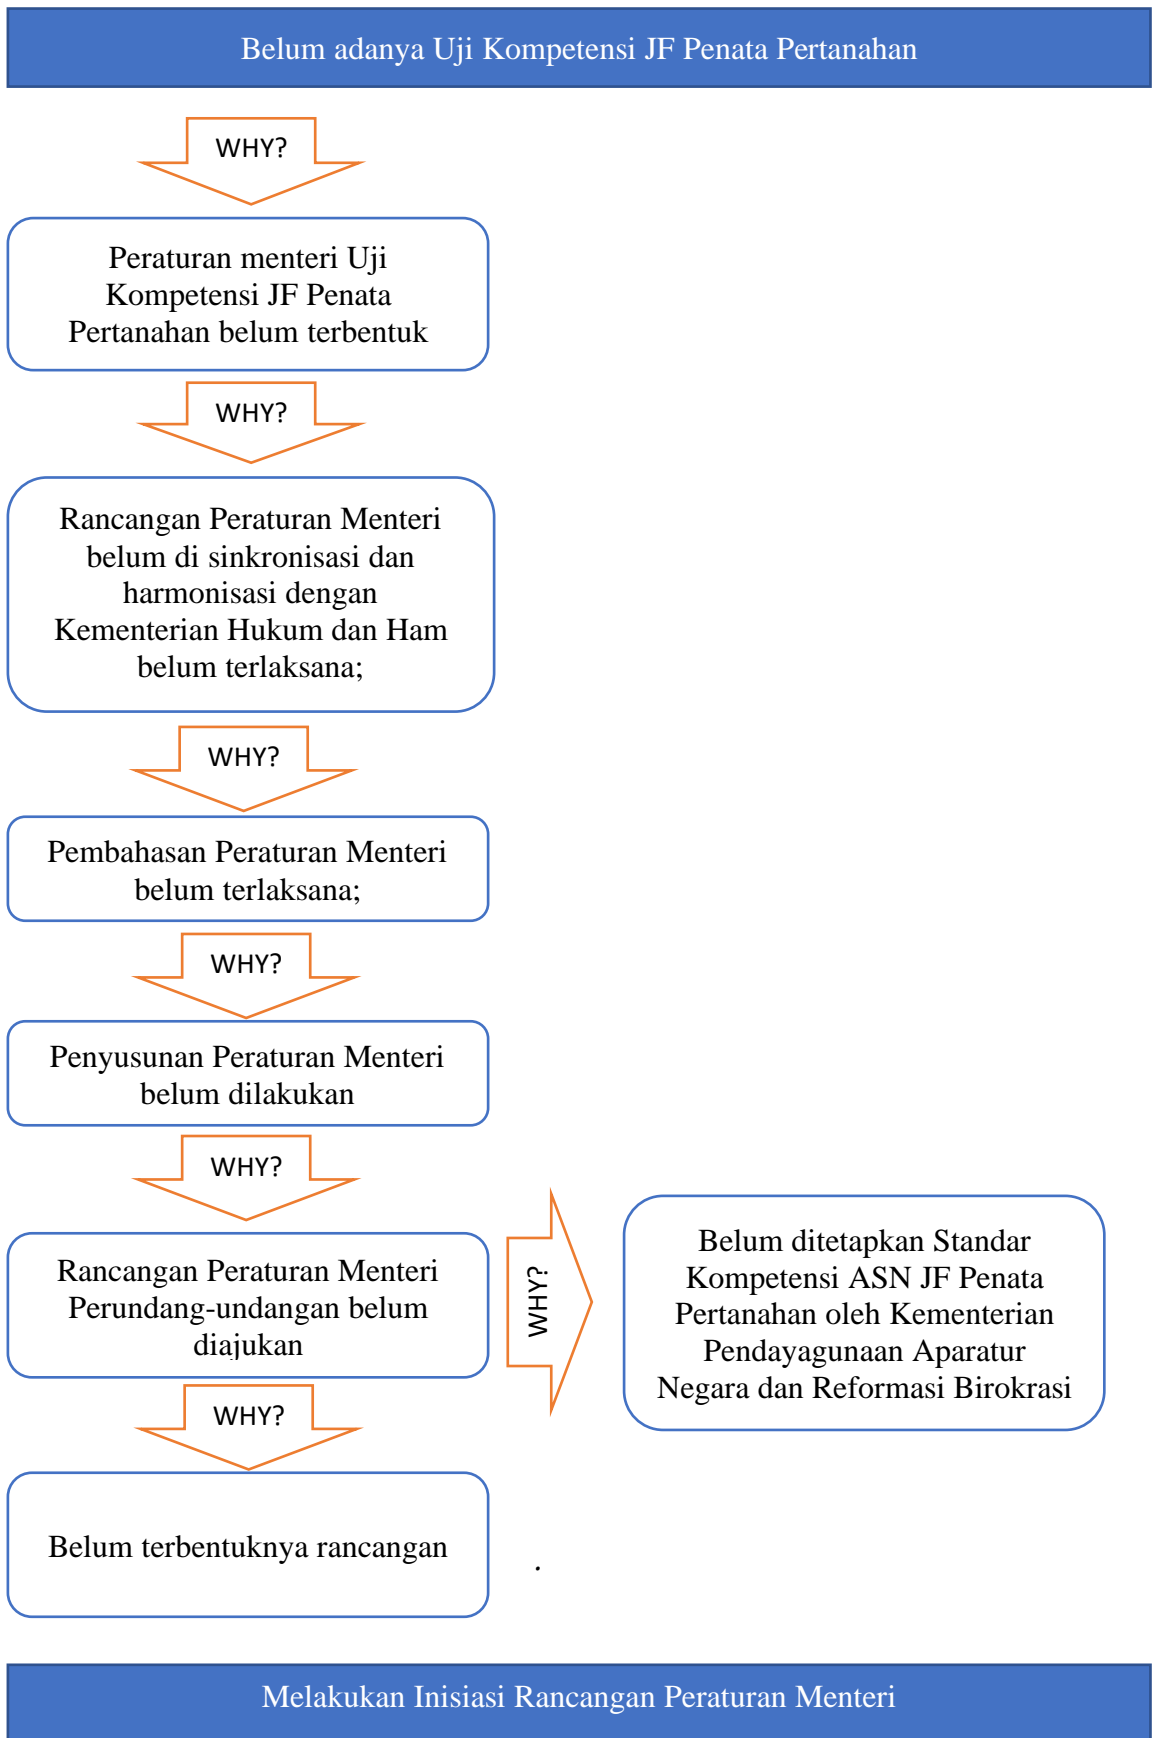 Belum adanya Uji Kompetensi JF Penata Pertanahan
WHY?
Peraturan menteri Uji
Kompetensi JF Penata
Pertanahan belum terbentuk
WHY?
Rancangan Peraturan Menteri
belum di sinkronisasi dan
harmonisasi dengan
Kementerian Hukum dan Ham
belum terlaksana;
WHY?
Pembahasan Peraturan Menteri
belum terlaksana;
WHY?
Penyusunan Peraturan Menteri
belum dilakukan
WHY?
Rancangan Peraturan Menteri
Perundang-undangan belum
diajukan
WHY?
Belum ditetapkan Standar
Kompetensi ASN JF Penata
Pertanahan oleh Kementerian
Pendayagunaan Aparatur
Negara dan Reformasi Birokrasi
WHY?
Belum terbentuknya rancangan
.
Melakukan Inisiasi Rancangan Peraturan Menteri